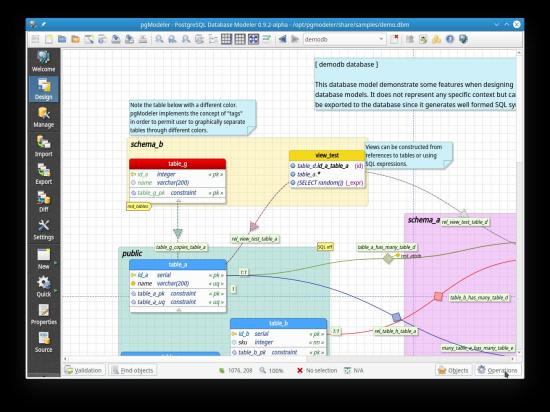 pgModeler - PostgreSQL Database Modeler 0.9.2-alpha - /opt/pgmodeler/share/samples/demo.dbm
demodb
Welcome
Design
Manage
Import
Export
Diff
Settings
New
Quick
Properties
Source
[ demodb database ]
This database model demonstrate some features when designing
database models. It does not represent any specific context but ca
be exported to the database since it generates well formed SQL sy
Note the table below with a different color.
pgModeler implements the concept of "tags"
in order to permit user to graphically separate
tables through different colors.
schema_b
table_g
id_a integer « pk »
name varchar(200)
table_g_pk constraint « pk »
red_tables
view_test
table_d.id_a_table_a (id)
table_a.*
(SELECT random()) (_expr)
Views can be constructed from
references to tables or using
SQL expressions.
schema_a
rel_view_test_table_d
rel_view_test_table_a
table_g_copies_table_a
SQL off
table_a_has_many_table_d
test_attrib
public
table_a
id_a serial « pk »
name varchar(200) « uq »
table_a_pk constraint « pk »
table_a_uq constraint « uq »
1:1
1
table_b_has_many_table_d
table_b
id_b serial « pk »
sku integer « nn »
table_b_pk constraint « pk »
1:1
rel_table_h_table_a
many_table_a_has_many_table_b
Validation
Find objects
1076, 208
100%
No selection
N/A
Objects
Operations